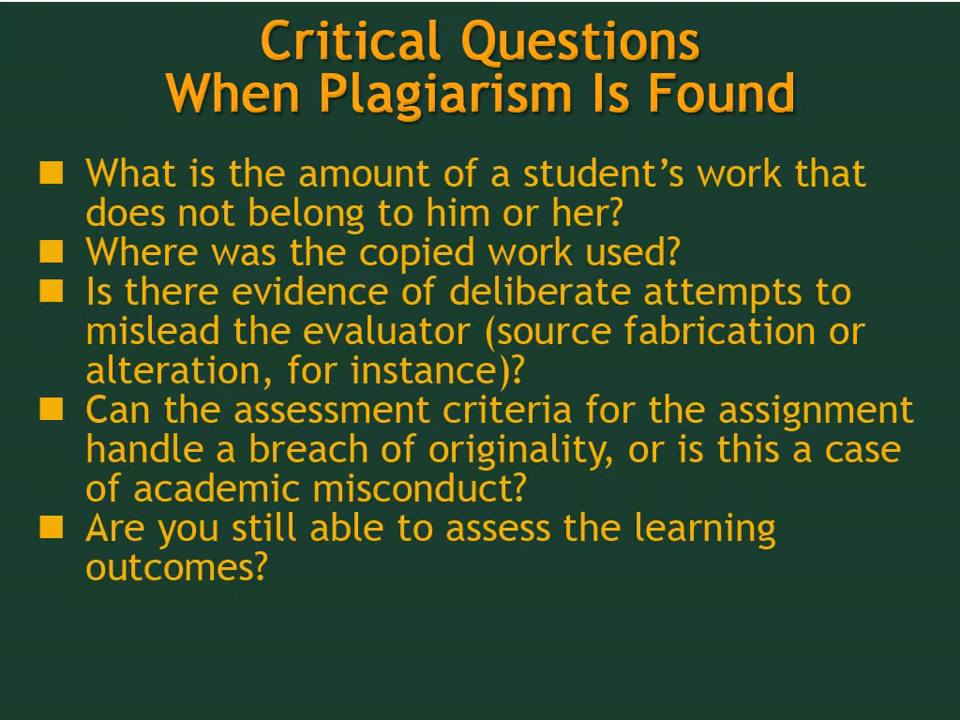 Critical Questions
When Plagiarism Is Found
What is the amount of a student’s work that
does not belong to him or her?
Where was the copied work used?
Is there evidence of deliberate attempts to
mislead the evaluator (source fabrication or
alteration, for instance)?
Can the assessment criteria for the assignment
handle a breach of originality, or is this a case
of academic misconduct?
Are you still able to assess the learning
outcomes?